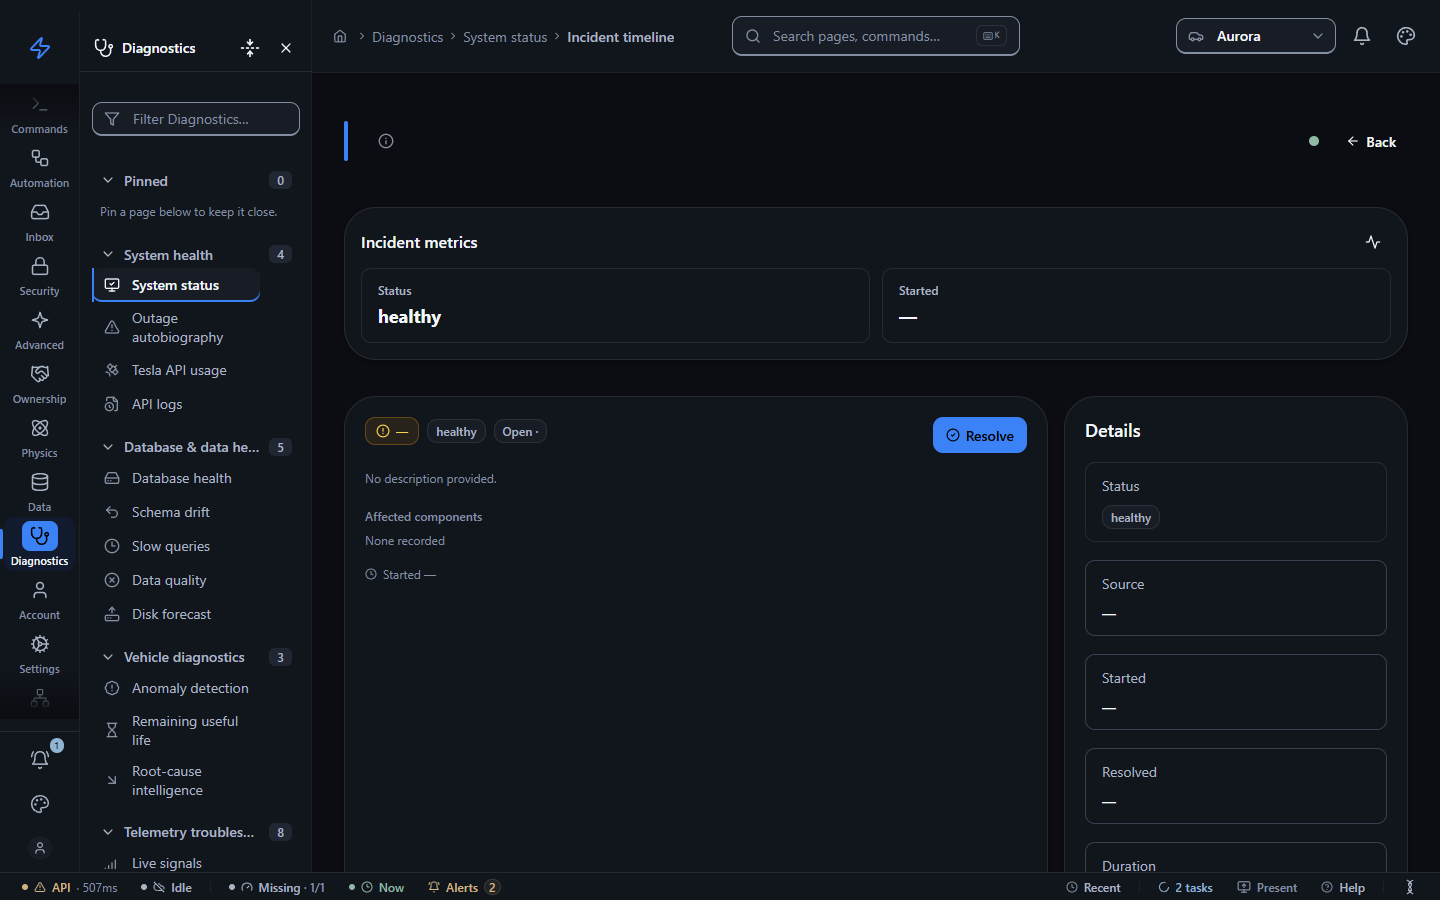 Diagnostics
Diagnostics
System status
Incident timeline
Search pages, commands...
K
Aurora
Commands
Automation
Inbox
Security
Advanced
Ownership
Physics
Data
Diagnostics
Account
Settings
1
Filter Diagnostics...
Pinned
0
Pin a page below to keep it close.
System health
4
System status
Outage
autobiography
Tesla API usage
API logs
Database & data he...
5
Database health
Schema drift
Slow queries
Data quality
Disk forecast
Vehicle diagnostics
3
Anomaly detection
Remaining useful
life
Root-cause
intelligence
Telemetry troubles...
8
Live signals
Back
Incident metrics
Status
healthy
Started
—
—
healthy
Open ·
Resolve
No description provided.
Affected components
None recorded
Started —
Details
Status
healthy
Source
—
Started
—
Resolved
—
Duration
API · 507ms
Idle
Missing · 1/1
Now
Alerts 2
Recent
2 tasks
Present
Help